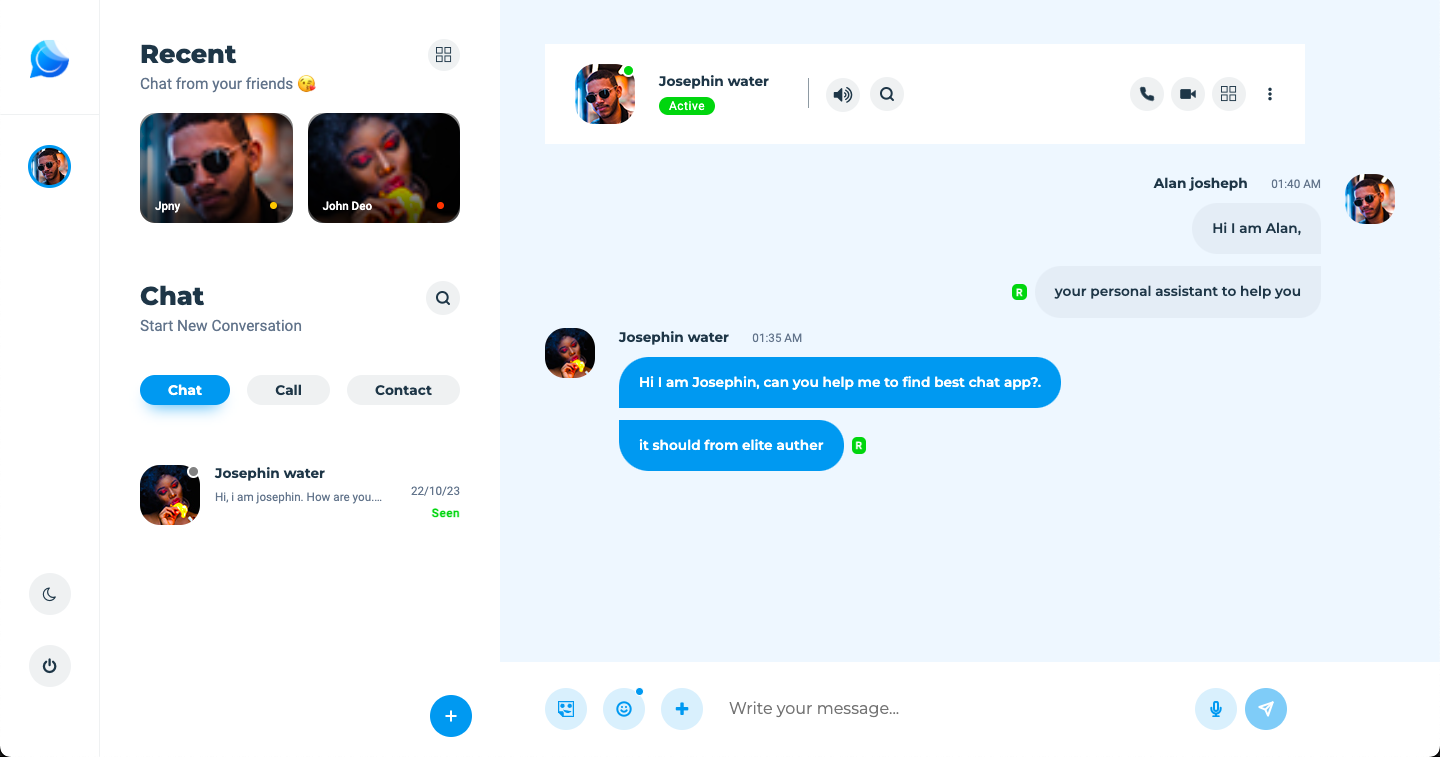 Recent
Chat from your friends 😘
Jpny
John Deo
Chat
Start New Conversation
Chat
Call
Contact
Josephin water
Hi, i am josephin. How are you....
22/10/23
Seen
Josephin water
Active
Alan josheph 01:40 AM
Hi I am Alan,
R your personal assistant to help you
Josephin water 01:35 AM
Hi I am Josephin, can you help me to find best chat app?.
it should from elite auther R
Write your message...